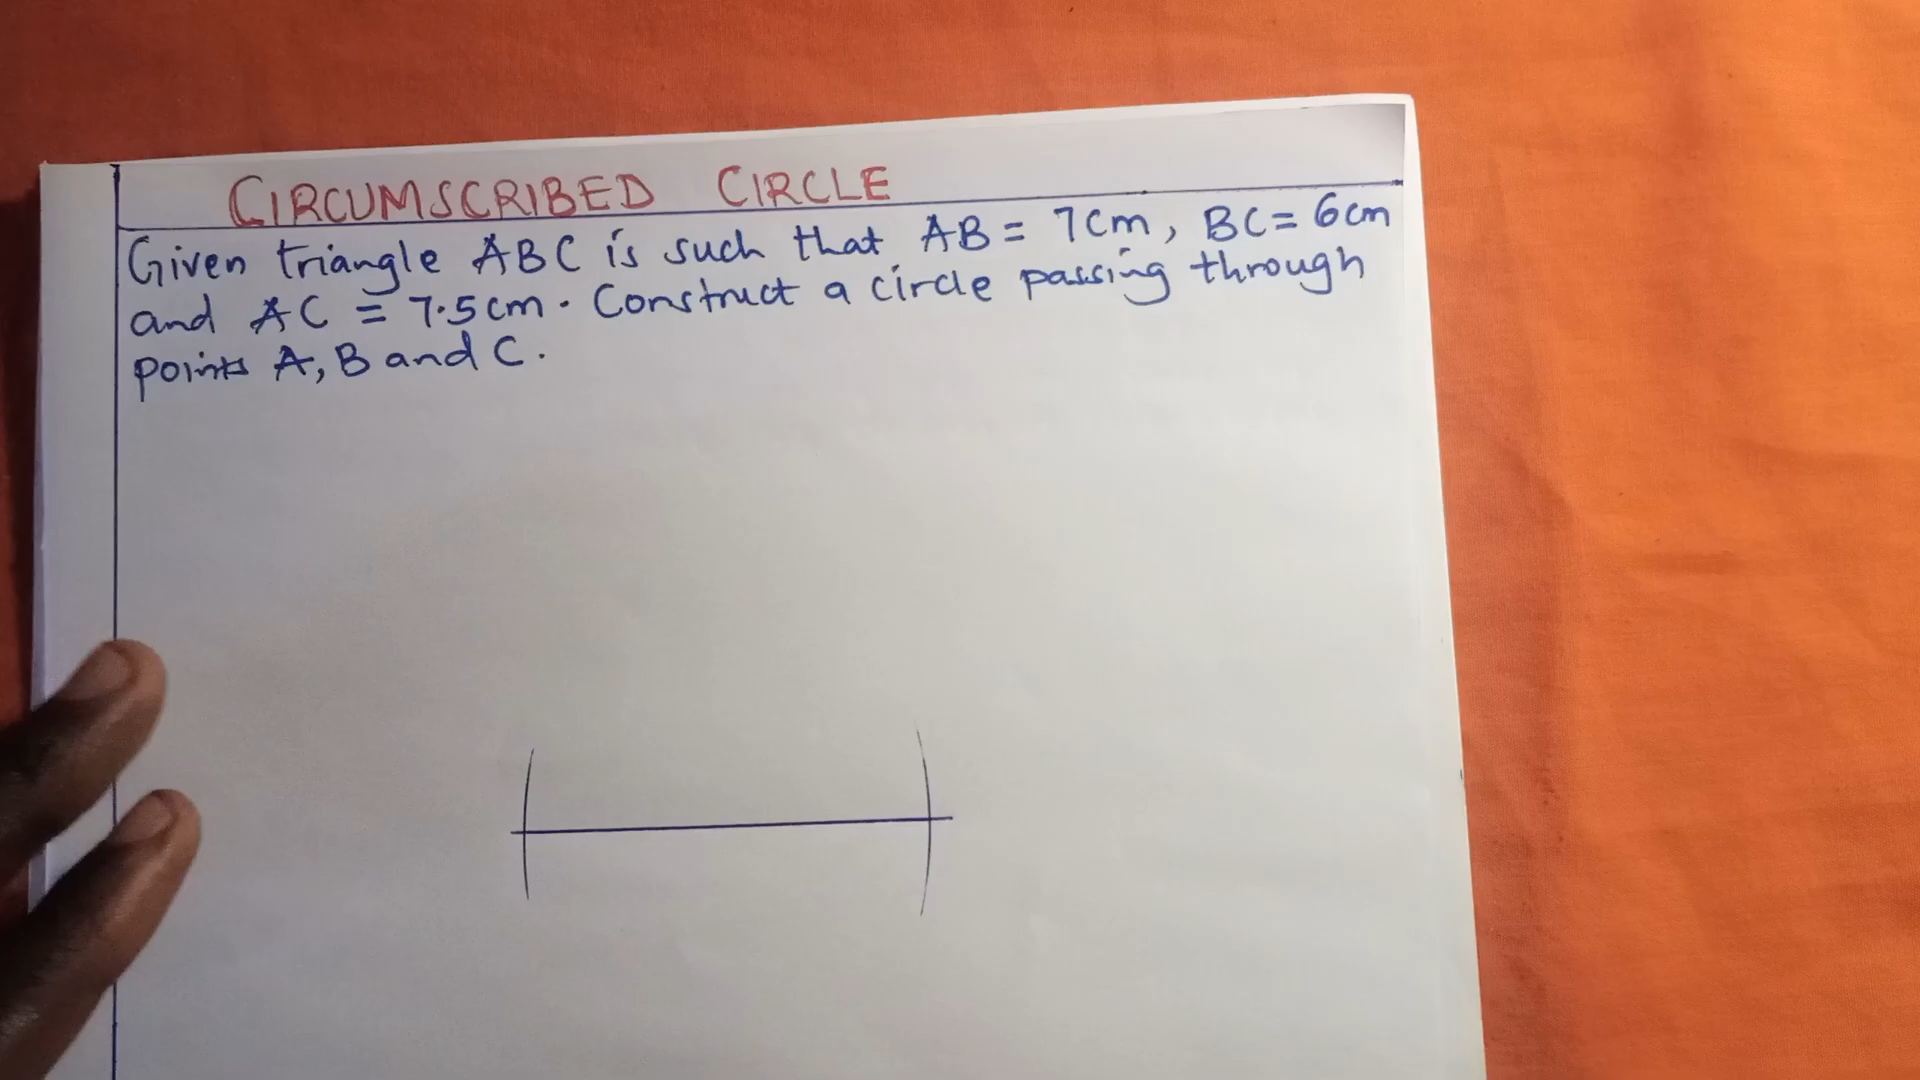 CIRCUMSCRIBED CIRCLE
Given triangle ABC is such that AB = 7cm, BC = 6cm
and AC = 7.5cm. Construct a circle passing through
points A, B and C.